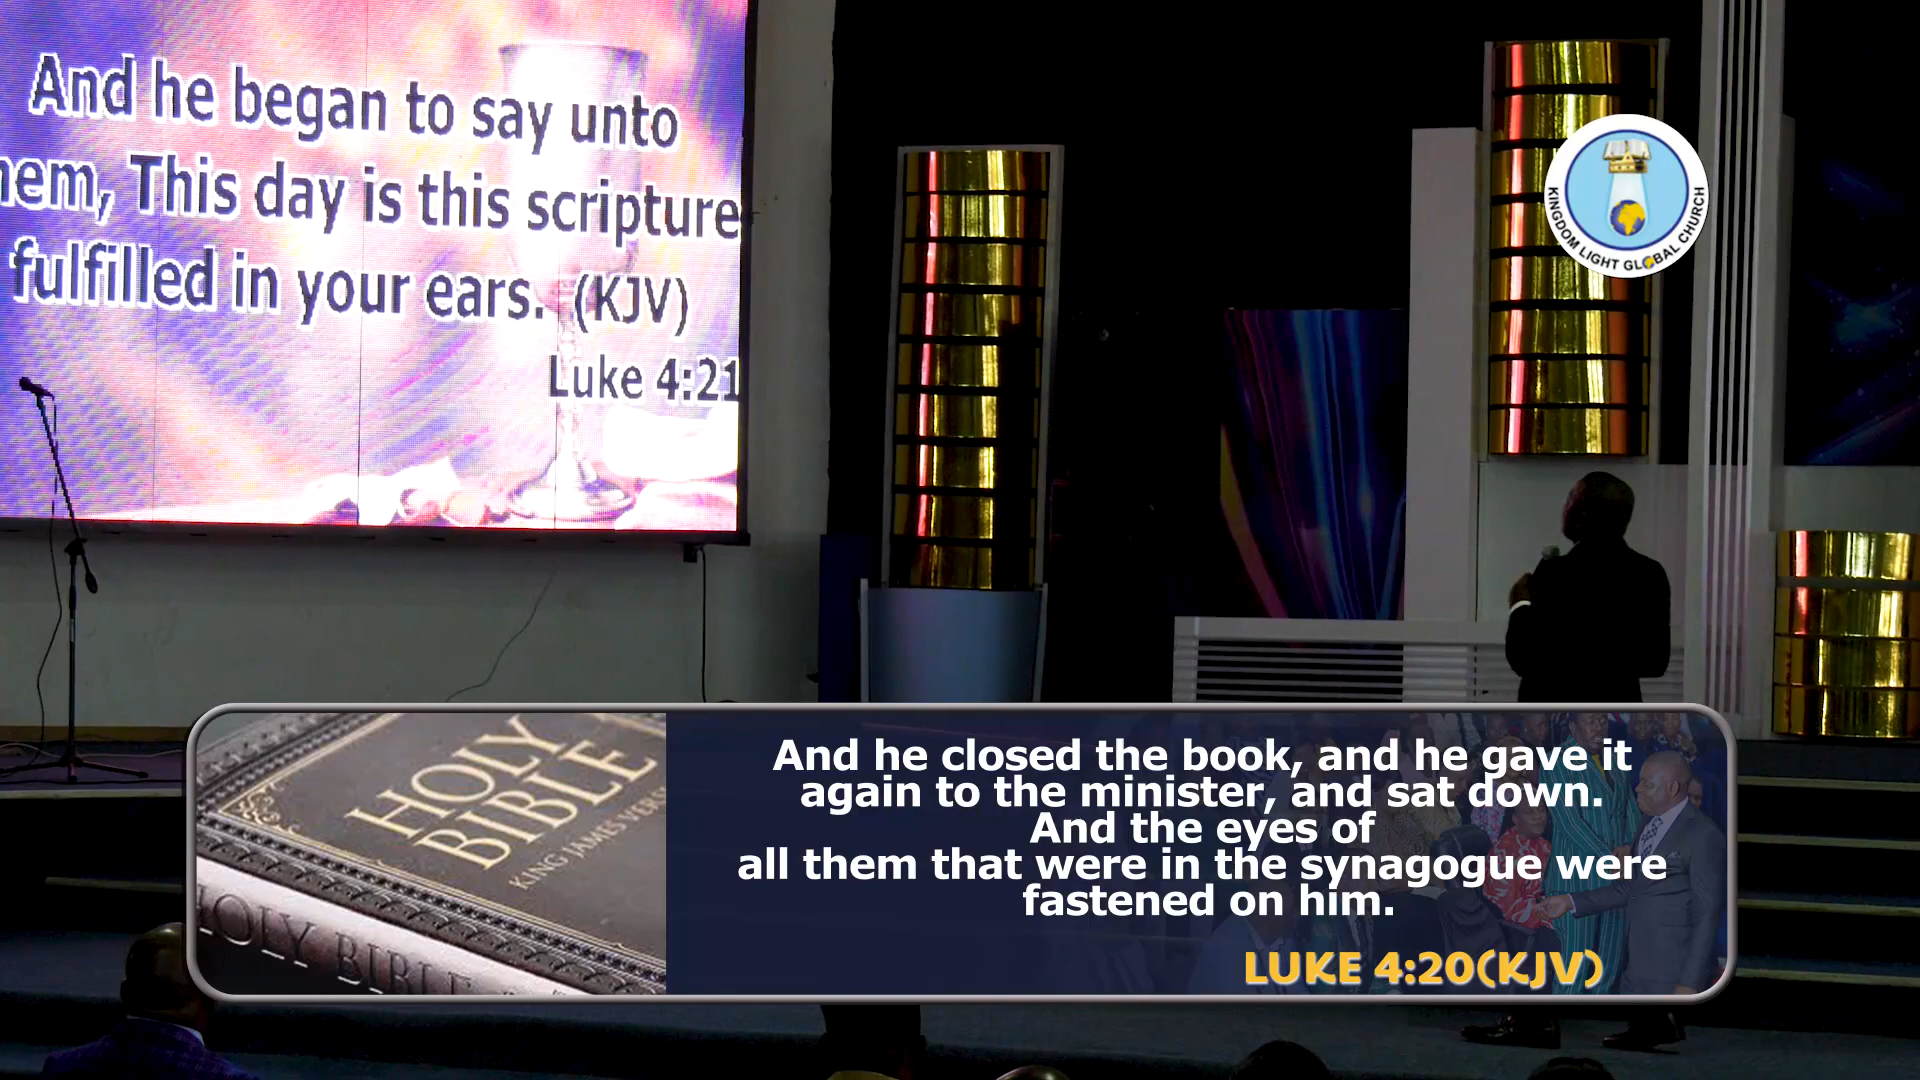 And he began to say unto
hem, This day is this scripture
fulfilled in your ears. (KJV)
Luke 4:21
KINGDOM LIGHT GLOBAL CHURCH
HOLY
BIBLE
KING JAMES VERS
HOLY BIBLE
And he closed the book, and he gave it
again to the minister, and sat down.
And the eyes of
all them that were in the synagogue were
fastened on him.
LUKE 4:20(KJV)